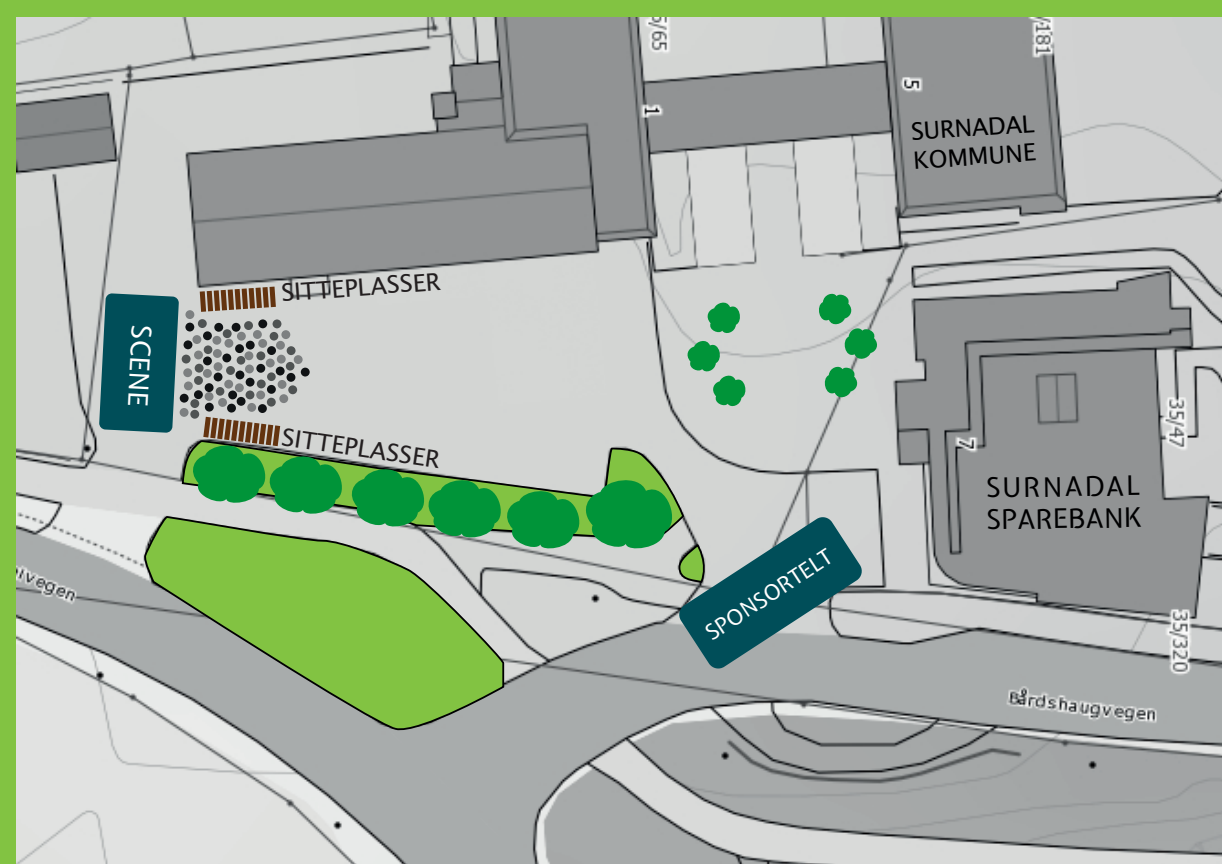 5/65
/181
1
5
SURNADAL
KOMMUNE
SITTEPLASSER
SCENE
SITTEPLASSER
35/47
7
SURNADAL
SPAREBANK
SPONSORTELT
35/320
Bårdshaugvegen